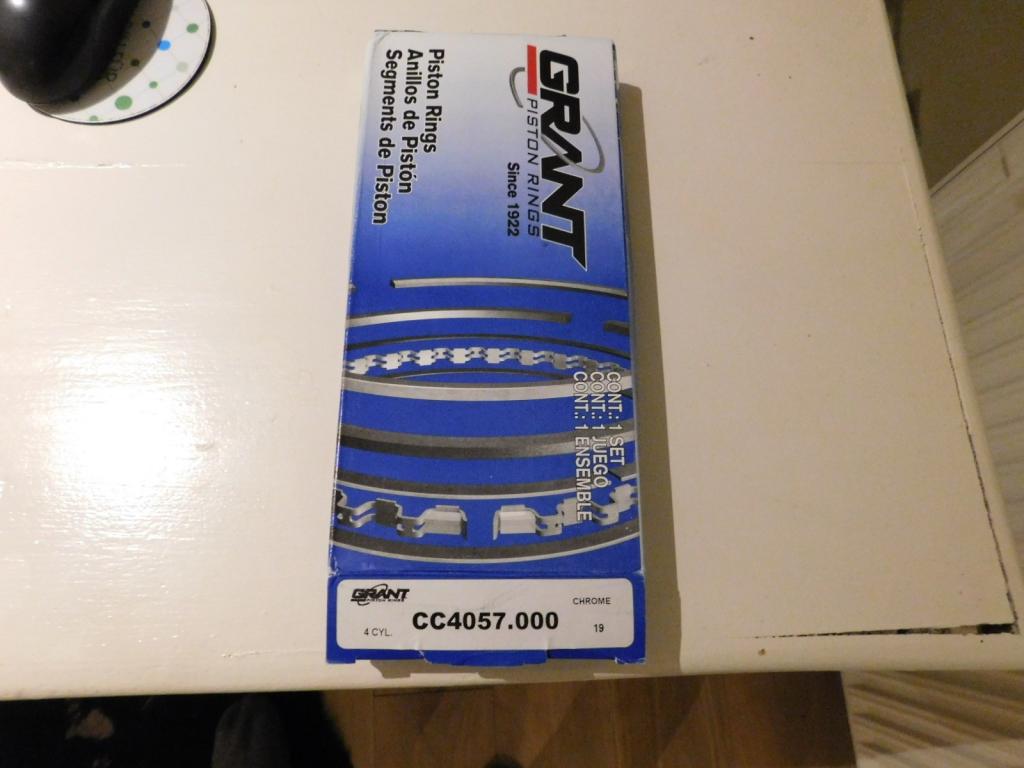 GRANT
PISTON RINGS
Since 1922
Piston Rings
Anillos de Pistón
Segments de Piston
CONT.: 1 SET
CONT.: 1 JUEGO
CONT.: 1 ENSEMBLE
GRANT
PISTON RINGS
CHROME
4 CYL.
CC4057.000
19